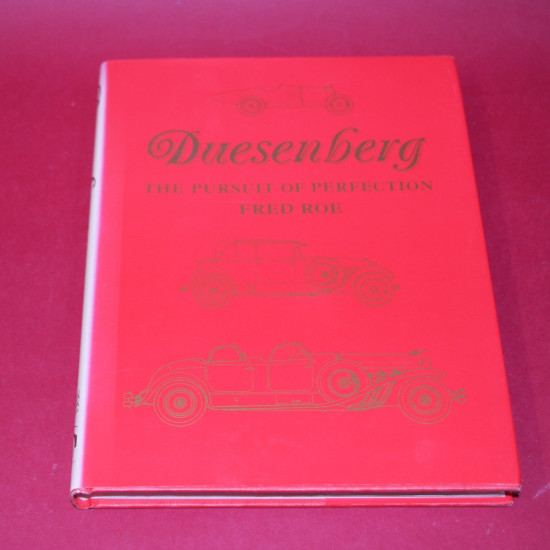 Duesenberg
THE PURSUIT OF PERFECTION
FRED ROE